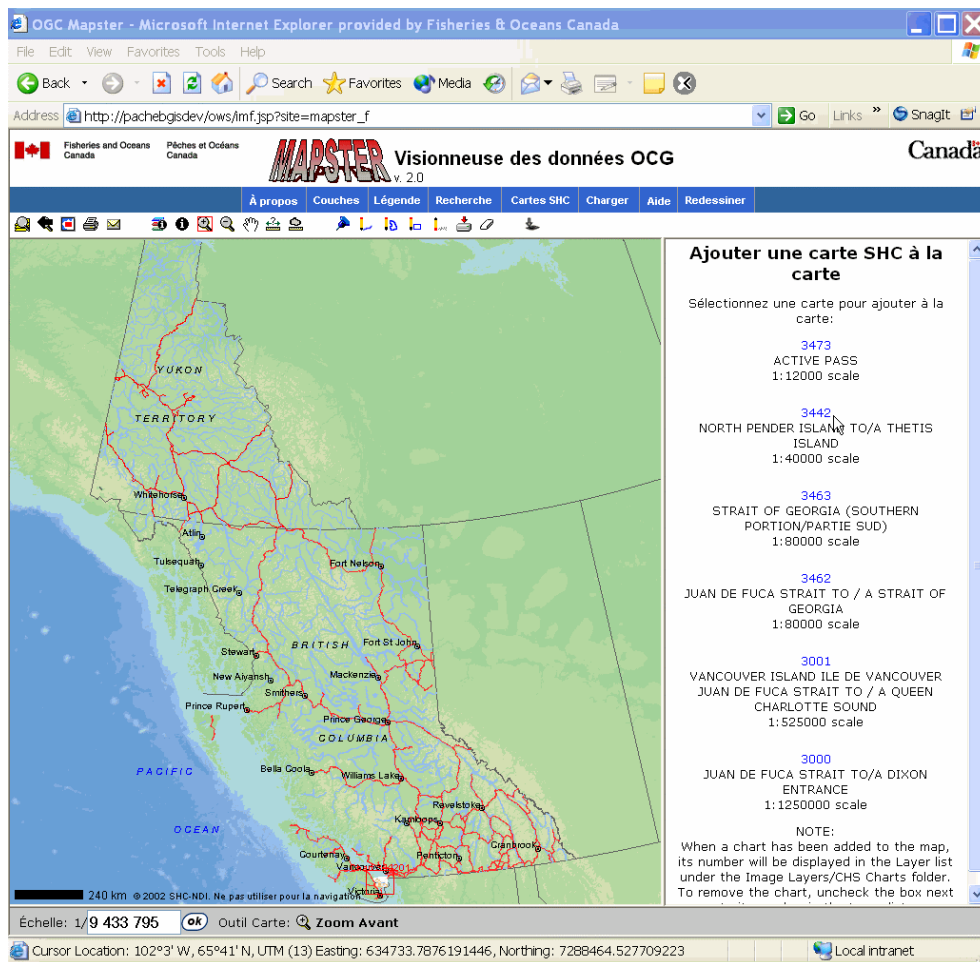 OGC Mapster - Microsoft Internet Explorer provided by Fisheries & Oceans Canada
File Edit View Favorites Tools Help
Back Search Favorites Media
Address http://pachebgisdev/ows/imf.jsp?site=mapster_f Go Links » SnagIt
Fisheries and Oceans Pêches et Océans
Canada Canada
MAPSTER
v. 2.0
Visionneuse des données OCG
Canada
À propos Couches Légende Recherche Cartes SHC Charger Aide Redessiner
YUKON
TERRITORY
Whitehorse
Atlin
Tulsequah
Fort Nelson
Telegraph Creek
BRITISH
Fort St John
Stewart
New Aiyansh
Mackenzie
Smithers
Prince Rupert
Prince George
COLUMBIA
PACIFIC
Bella Coola
Williams Lake
Revelstoke
OCEAN
Kamloops
Cranbrook
Courtenay
Penticton
Vancouver
Victoria
240 km © 2002 SHC-NDI. Ne pas utiliser pour la navigation.
Ajouter une carte SHC à la
carte
Sélectionnez une carte pour ajouter à la
carte:
3473
ACTIVE PASS
1:12000 scale
3442
NORTH PENDER ISLAND TO/A THETIS
ISLAND
1:40000 scale
3463
STRAIT OF GEORGIA (SOUTHERN
PORTION/PARTIE SUD)
1:80000 scale
3462
JUAN DE FUCA STRAIT TO / A STRAIT OF
GEORGIA
1:80000 scale
3001
VANCOUVER ISLAND ILE DE VANCOUVER
JUAN DE FUCA STRAIT TO / A QUEEN
CHARLOTTE SOUND
1:525000 scale
3000
JUAN DE FUCA STRAIT TO/A DIXON
ENTRANCE
1:1250000 scale
NOTE:
When a chart has been added to the map,
its number will be displayed in the Layer list
under the Image Layers/CHS Charts folder.
To remove the chart, uncheck the box next
Échelle: 1/9 433 795 ok Outil Carte: Zoom Avant
Cursor Location: 102°3' W, 65°41' N, UTM (13) Easting: 634733.7876191446, Northing: 7288464.527709223 Local intranet